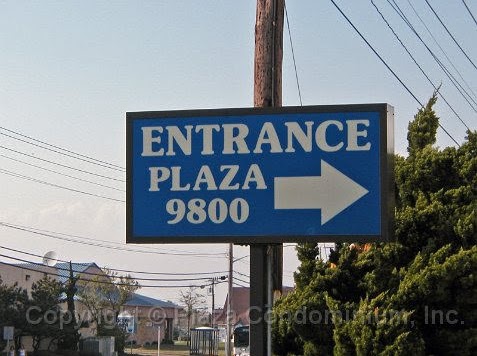 ENTRANCE
PLAZA
9800
Copyright © Plaza Condominium, Inc.